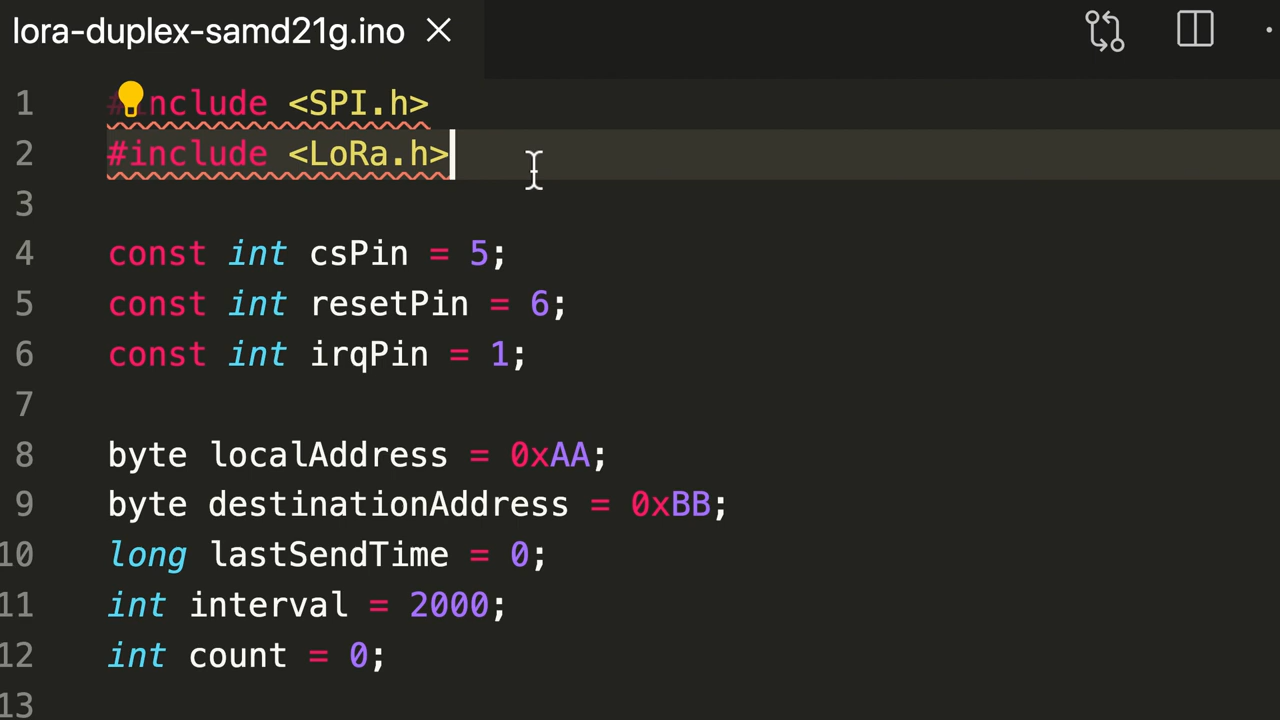 lora-duplex-samd21g.ino
1 #include <SPI.h>
2 #include <LoRa.h>
3
4 const int csPin = 5;
5 const int resetPin = 6;
6 const int irqPin = 1;
7
8 byte localAddress = 0xAA;
9 byte destinationAddress = 0xBB;
10 long lastSendTime = 0;
11 int interval = 2000;
12 int count = 0;
13